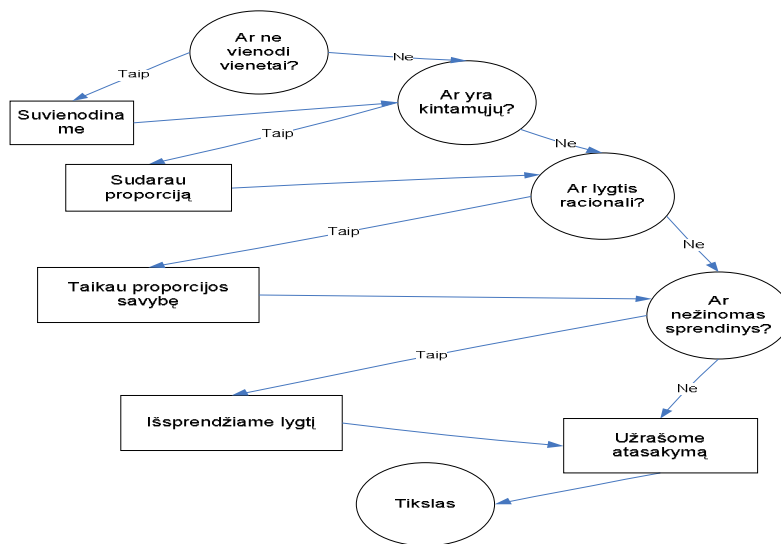 Ar ne
vienodi
vienetai?
Taip
Ne
Suvienodina
me
Ar yra
kintamųjų?
Taip
Ne
Sudarau
proporciją
Ar lygtis
racionali?
Taip
Ne
Taikau proporcijos
savybę
Ar
nežinomas
sprendinys?
Taip
Ne
Išsprendžiame lygtį
Užrašome
atasakymą
Tikslas